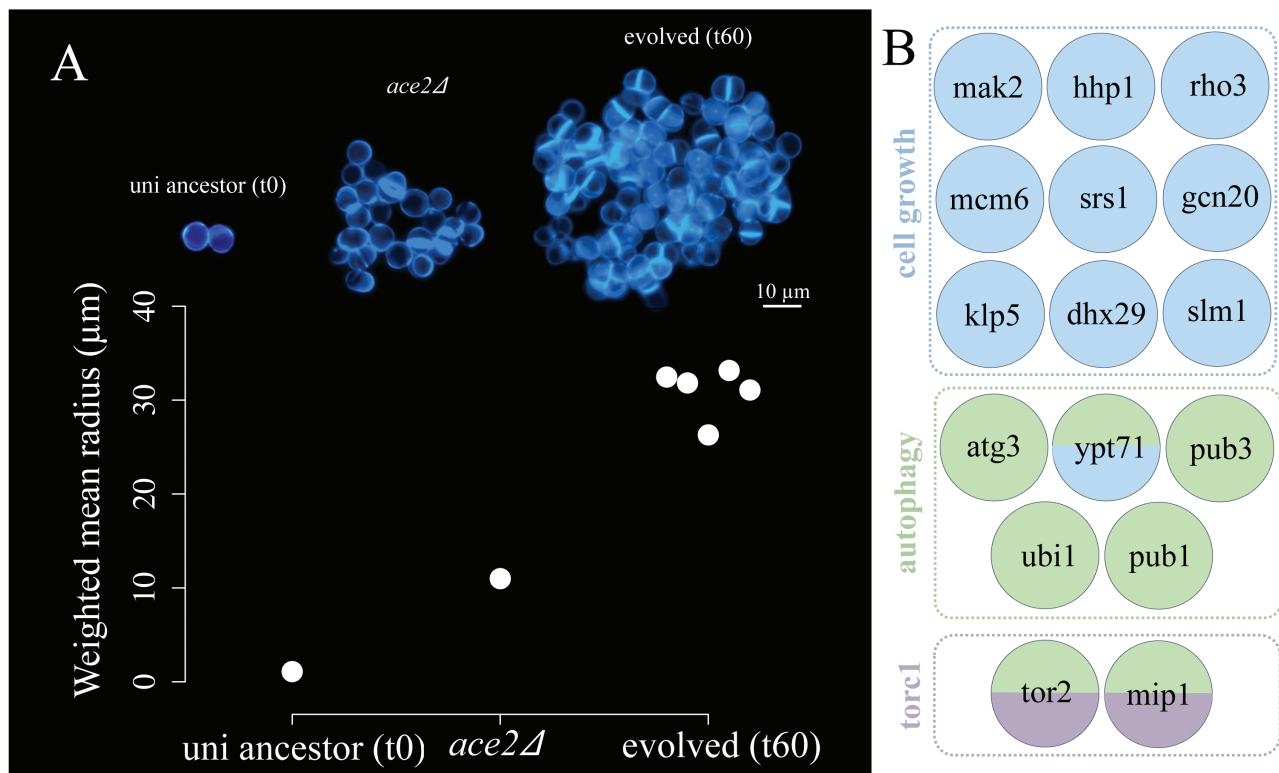 A
uni ancestor (t0)
ace2Δ
evolved (t60)
10 µm
Weighted mean radius (µm)
40
30
20
10
0
uni ancestor (t0)
ace2Δ
evolved (t60)
B
cell growth
mak2 hhp1 rho3
mcm6 srs1 gcn20
klp5 dhx29 slm1
autophagy
atg3 ypt71 pub3
ubi1 pub1
torc1
tor2 mip1